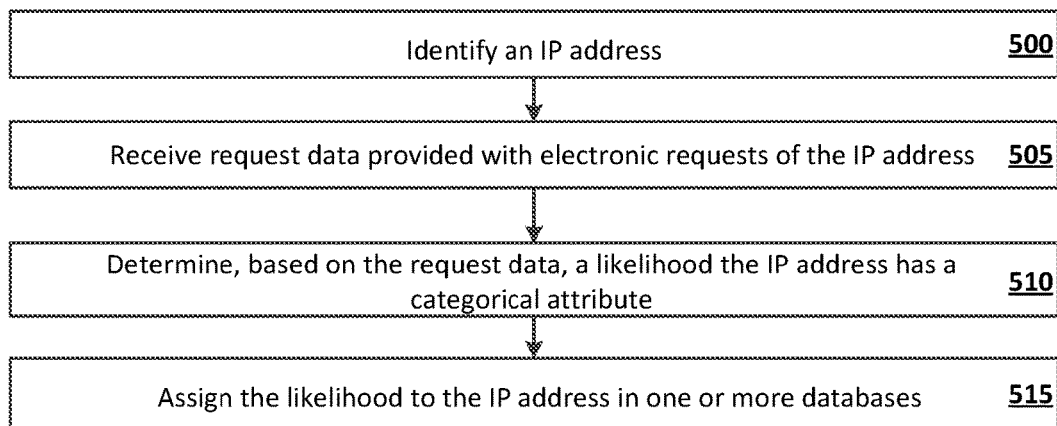 Identify an IP address 500
Receive request data provided with electronic requests of the IP address 505
Determine, based on the request data, a likelihood the IP address has a
categorical attribute 510
Assign the likelihood to the IP address in one or more databases 515